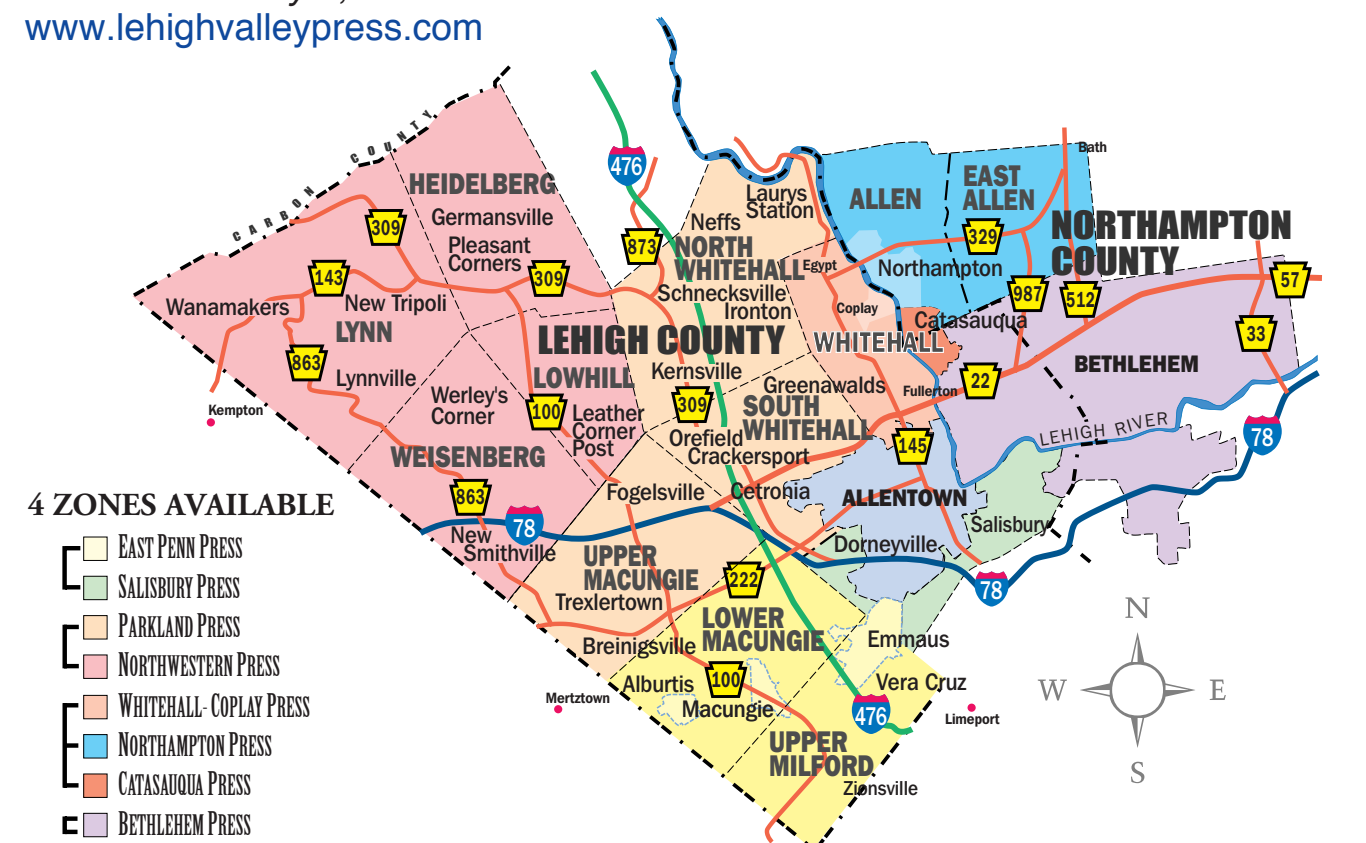 www.lehighvalleypress.com
CARBON COUNTY
476
Bath
HEIDELBERG
Germansville
Pleasant
Corners
309
Laurys
Station
Neffs
ALLEN
EAST
ALLEN
329
NORTHAMPTON
COUNTY
873
NORTH
WHITEHALL
Egypt
Northampton
143
New Tripoli
309
Wanamakers
LYNN
Schnecksville
Ironton
Coplay
987
512
57
Catasauqua
33
LEHIGH COUNTY
WHITEHALL
BETHLEHEM
863
Lynnville
LOWHILL
Kernsville
Greenawalds
Fullerton
22
Kempton
Werley's
Corner
100
Leather
Corner
Post
309
SOUTH
WHITEHALL
Orefield
Crackersport
145
LEHIGH RIVER
78
WEISENBERG
863
Fogelsville
Cetronia
ALLENTOWN
Salisbury
78
New
Smithville
Dorneyville
UPPER
MACUNGIE
Trexlertown
222
78
LOWER
MACUNGIE
Breinigsville
Emmaus
Alburtis
100
Macungie
Vera Cruz
476
Mertztown
Limeport
UPPER
MILFORD
Zionsville
4 ZONES AVAILABLE
EAST PENN PRESS
SALISBURY PRESS
PARKLAND PRESS
NORTHWESTERN PRESS
WHITEHALL-COPLAY PRESS
NORTHAMPTON PRESS
CATASAUQUA PRESS
BETHLEHEM PRESS
N
W
E
S